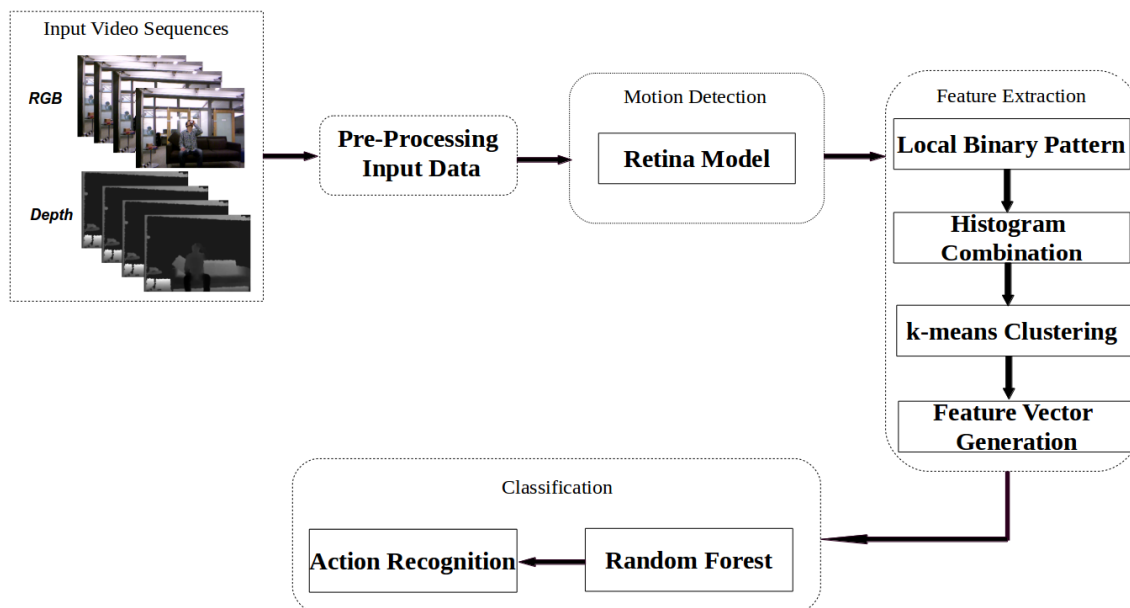 Input Video Sequences
RGB
Depth
Pre-Processing
Input Data
Motion Detection
Retina Model
Feature Extraction
Local Binary Pattern
Histogram
Combination
k-means Clustering
Feature Vector
Generation
Classification
Action Recognition
Random Forest